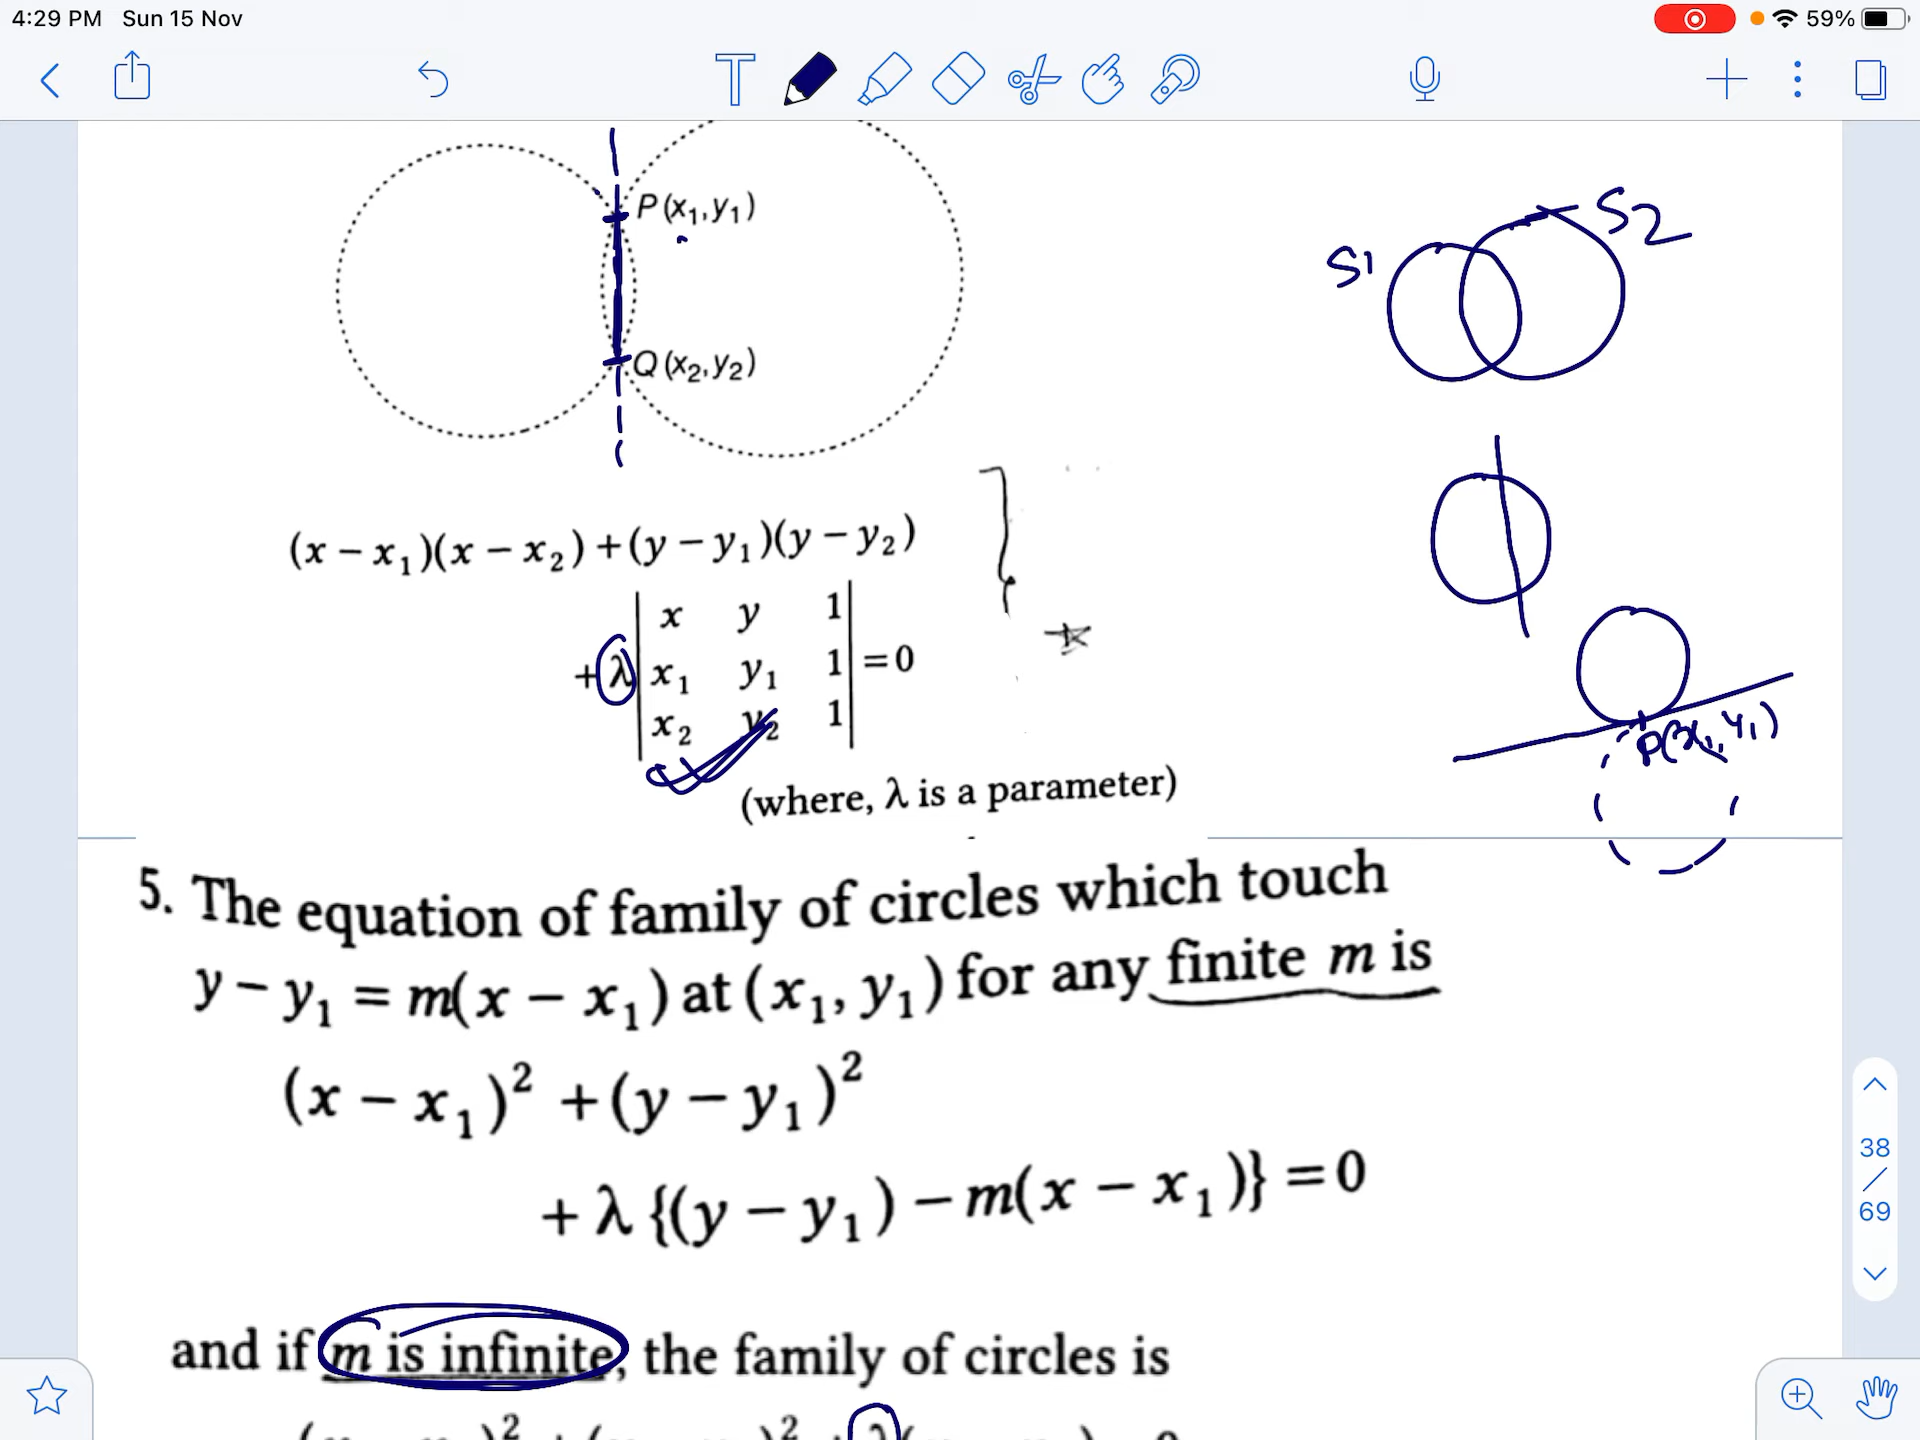 4:29 PM Sun 15 Nov
59%
T
P(x₁,y₁)
Q(x₂,y₂)
S1
S2
(x − x₁)(x − x₂) + (y − y₁)(y − y₂)
+ λ | x y 1 |
| x₁ y₁ 1 | = 0
| x₂ y₂ 1 |
P(x₁, y₁)
(where, λ is a parameter)
5. The equation of family of circles which touch
y − y₁ = m(x − x₁) at (x₁, y₁) for any finite m is
(x − x₁)² + (y − y₁)²
+ λ {(y − y₁) − m(x − x₁)} = 0
and if m is infinite, the family of circles is
38
/
69